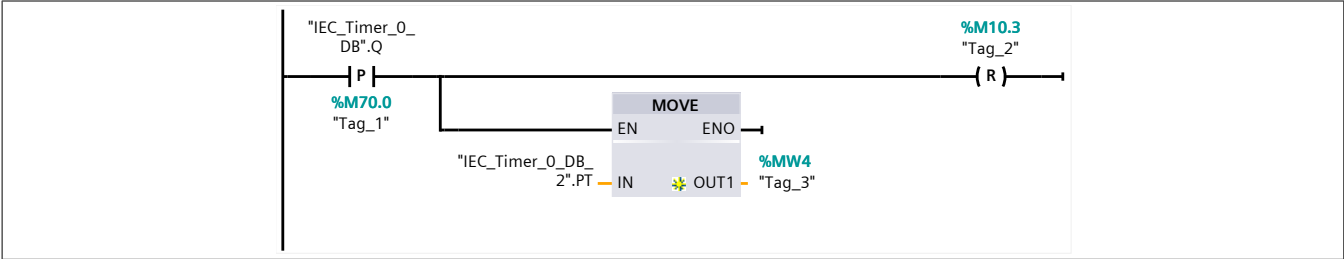 "IEC_Timer_0_
DB".Q
P
%M70.0
"Tag_1"
%M10.3
"Tag_2"
R
MOVE
EN ENO
"IEC_Timer_0_DB_
2".PT
IN OUT1
%MW4
"Tag_3"